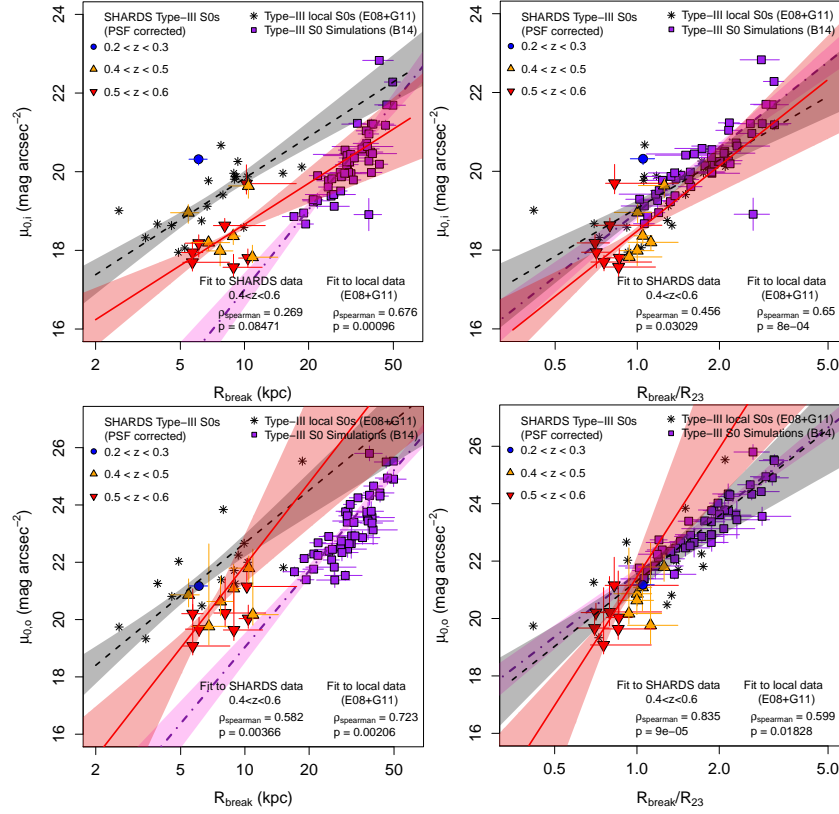 SHARDS Type−III S0s
(PSF corrected)
0.2 < z < 0.3
0.4 < z < 0.5
0.5 < z < 0.6
Type−III local S0s (E08+G11)
Type−III S0 Simulations (B14)
Fit to SHARDS data
0.4<z<0.6
ρspearman = 0.269
p = 0.08471
Fit to local data
(E08+G11)
ρspearman = 0.676
p = 0.00096
μ0,i (mag arcsec−2)
16 18 20 22
2 5 10 20 50
Rbreak (kpc)
SHARDS Type−III S0s
(PSF corrected)
0.2 < z < 0.3
0.4 < z < 0.5
0.5 < z < 0.6
Type−III local S0s (E08+G11)
Type−III S0 Simulations (B14)
Fit to SHARDS data
0.4<z<0.6
ρspearman = 0.456
p = 0.03029
Fit to local data
(E08+G11)
ρspearman = 0.65
p = 8e−04
μ0,i (mag arcsec−2)
16 18 20 22
0.5 1.0 2.0 5.0
Rbreak/R23
SHARDS Type−III S0s
(PSF corrected)
0.2 < z < 0.3
0.4 < z < 0.5
0.5 < z < 0.6
Type−III local S0s (E08+G11)
Type−III S0 Simulations (B14)
Fit to SHARDS data
0.4<z<0.6
ρspearman = 0.582
p = 0.00366
Fit to local data
(E08+G11)
ρspearman = 0.723
p = 0.00206
μ0,o (mag arcsec−2)
16 18 20 22 24 26
2 5 10 20 50
Rbreak (kpc)
SHARDS Type−III S0s
(PSF corrected)
0.2 < z < 0.3
0.4 < z < 0.5
0.5 < z < 0.6
Type−III local S0s (E08+G11)
Type−III S0 Simulations (B14)
Fit to SHARDS data
0.4<z<0.6
ρspearman = 0.835
p = 9e−05
Fit to local data
(E08+G11)
ρspearman = 0.599
p = 0.01828
μ0,o (mag arcsec−2)
16 18 20 22 24 26
0.5 1.0 2.0 5.0
Rbreak/R23